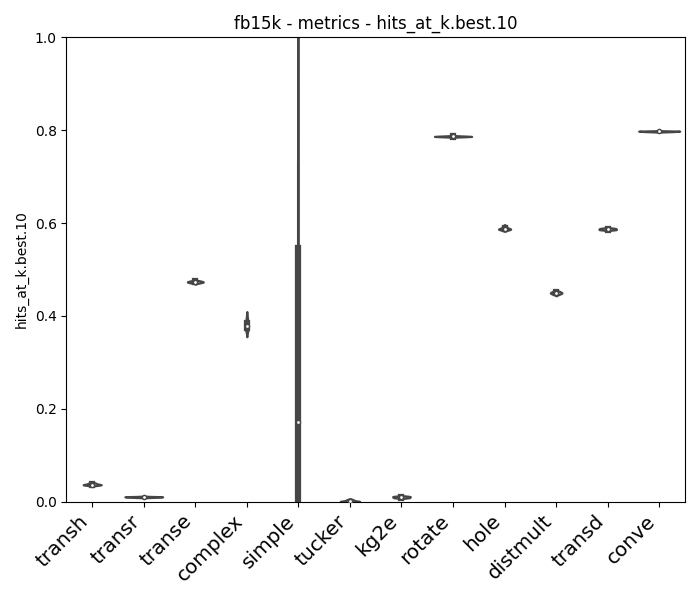 fb15k - metrics - hits_at_k.best.10
hits_at_k.best.10
1.0
0.8
0.6
0.4
0.2
0.0
transh
transr
transe
complex
simple
tucker
kg2e
rotate
hole
distmult
transd
conve